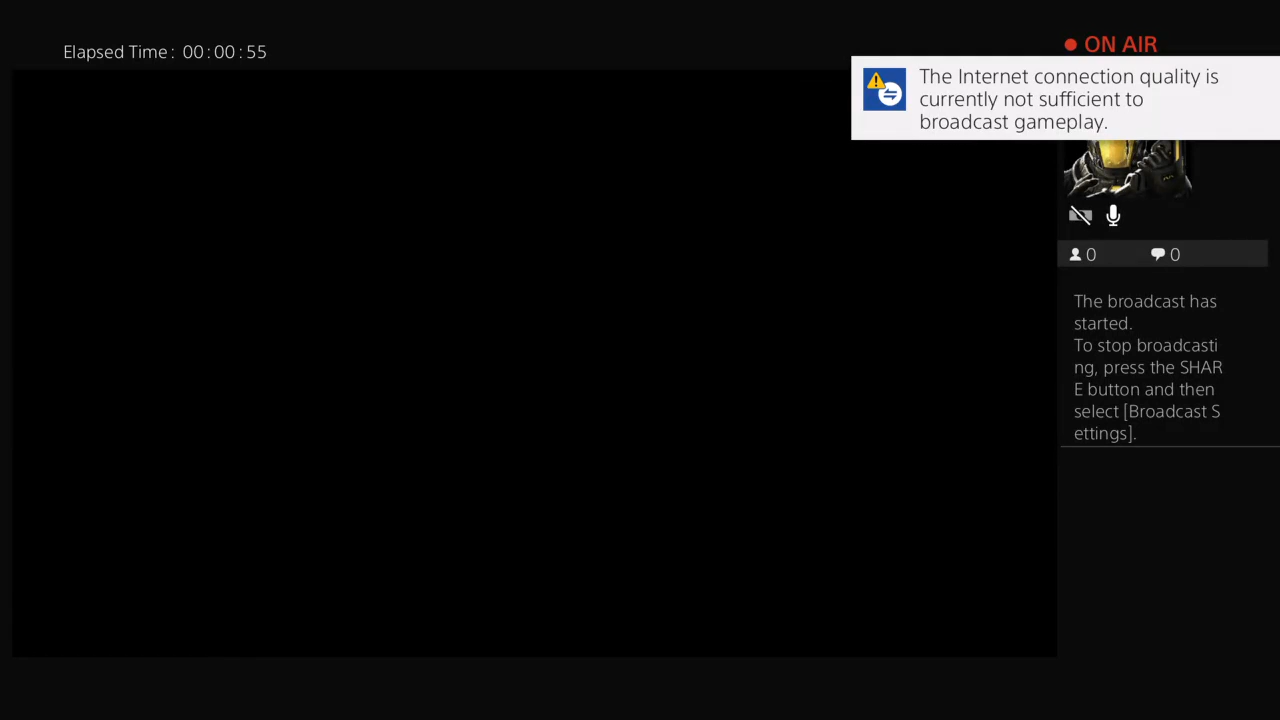 Elapsed Time: 00:00:55
ON AIR
The Internet connection quality is
currently not sufficient to
broadcast gameplay.
0
0
The broadcast has
started.
To stop broadcasti
ng, press the SHAR
E button and then
select [Broadcast S
ettings].